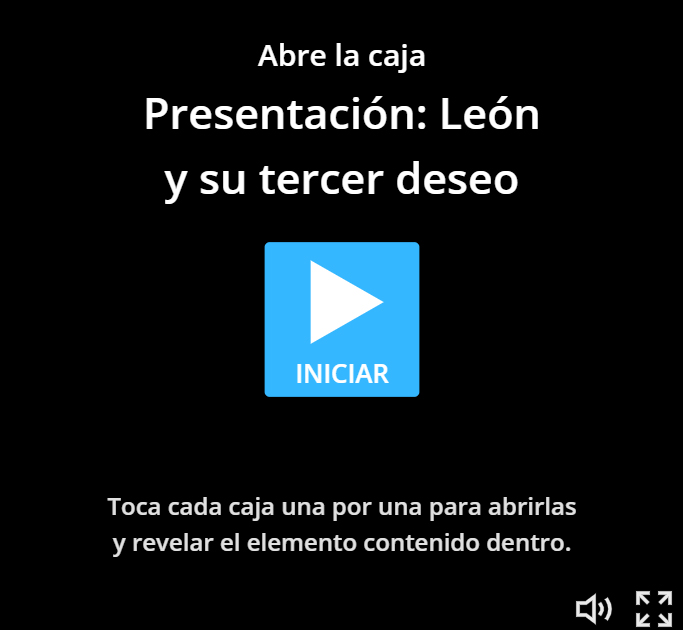 Abre la caja
Presentación: León
y su tercer deseo
INICIAR
Toca cada caja una por una para abrirlas
y revelar el elemento contenido dentro.